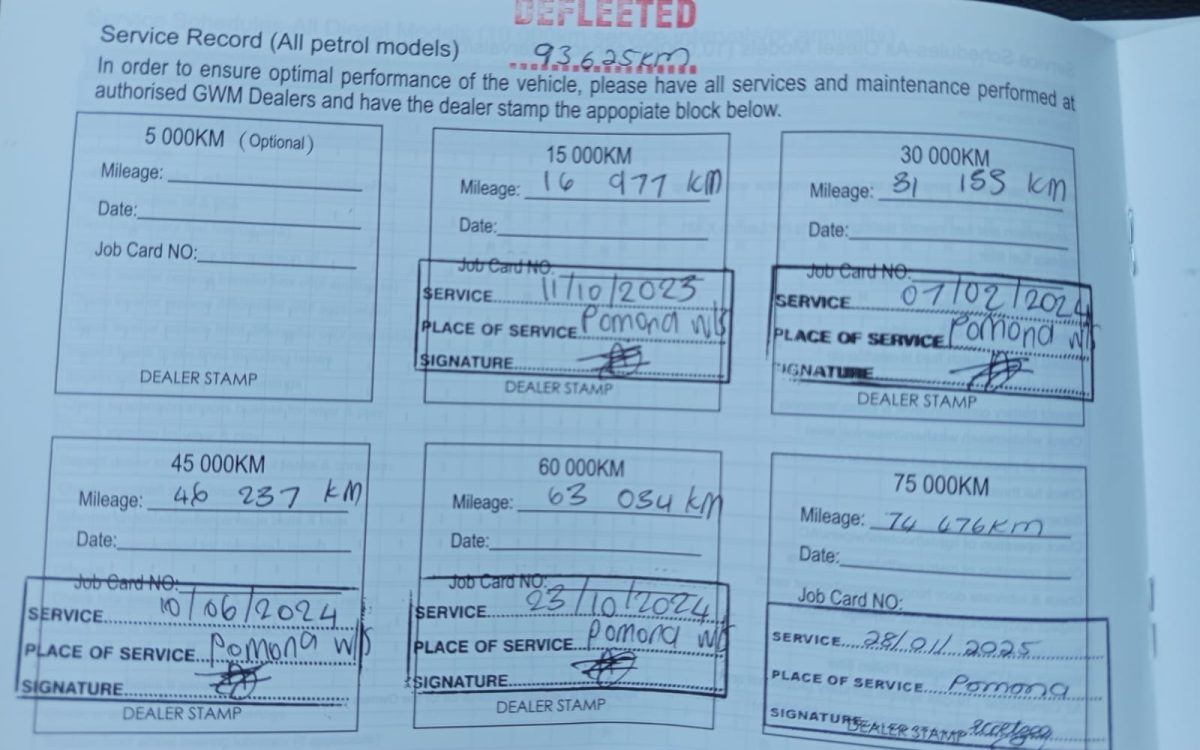 DEFLEETED
Service Record (All petrol models) 93625km
In order to ensure optimal performance of the vehicle, please have all services and maintenance performed at
authorised GWM Dealers and have the dealer stamp the appopiate block below.
5 000KM (Optional)
Mileage:
Date:
Job Card NO:
DEALER STAMP
15 000KM
Mileage: 16 977 KM
Date:
Job Card NO:
SERVICE 11/10/2023
PLACE OF SERVICE Pomona W/S
SIGNATURE
DEALER STAMP
30 000KM
Mileage: 31 153 KM
Date:
Job Card NO:
SERVICE 07/02/2024
PLACE OF SERVICE Pomona W/S
SIGNATURE
DEALER STAMP
45 000KM
Mileage: 46 237 KM
Date:
Job Card NO:
SERVICE 10/06/2024
PLACE OF SERVICE Pomona W/S
SIGNATURE
DEALER STAMP
60 000KM
Mileage: 63 034 KM
Date:
Job Card NO:
SERVICE 23/10/2024
PLACE OF SERVICE Pomona W/S
SIGNATURE
DEALER STAMP
75 000KM
Mileage: 74 676KM
Date:
Job Card NO:
SERVICE 28/01/2025
PLACE OF SERVICE Pomona
SIGNATURE
DEALER STAMP